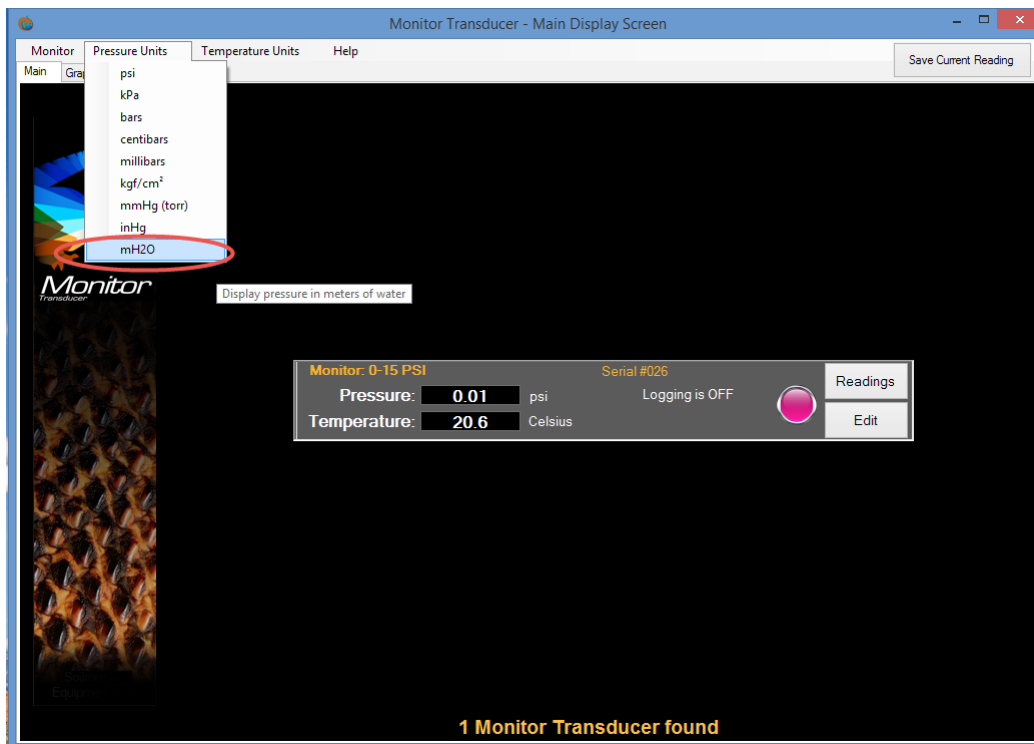 Monitor Transducer - Main Display Screen
Monitor Pressure Units Temperature Units Help
Save Current Reading
Main Gra
psi
kPa
bars
centibars
millibars
kgf/cm²
mmHg (torr)
inHg
mH2O
Display pressure in meters of water
Monitor
Transducer
Monitor: 0-15 PSI Serial #026
Pressure: 0.01 psi Logging is OFF
Temperature: 20.6 Celsius
Readings
Edit
1 Monitor Transducer found